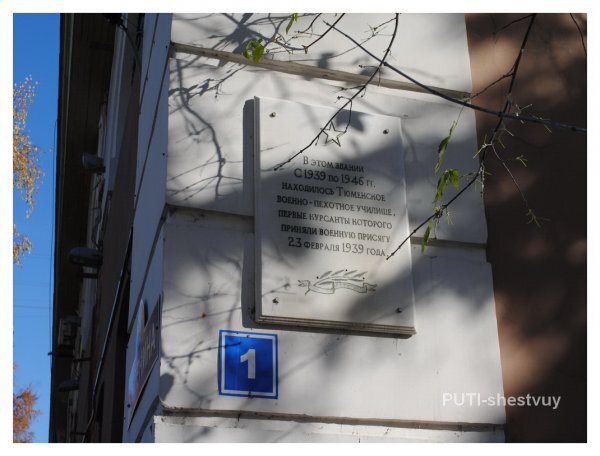 В этом здании
с 1939 по 1946 гг.
находилось Тюменское
военно-пехотное училище,
первые курсанты которого
приняли военную присягу
23 февраля 1939 года
1
PUTI-shestvuy